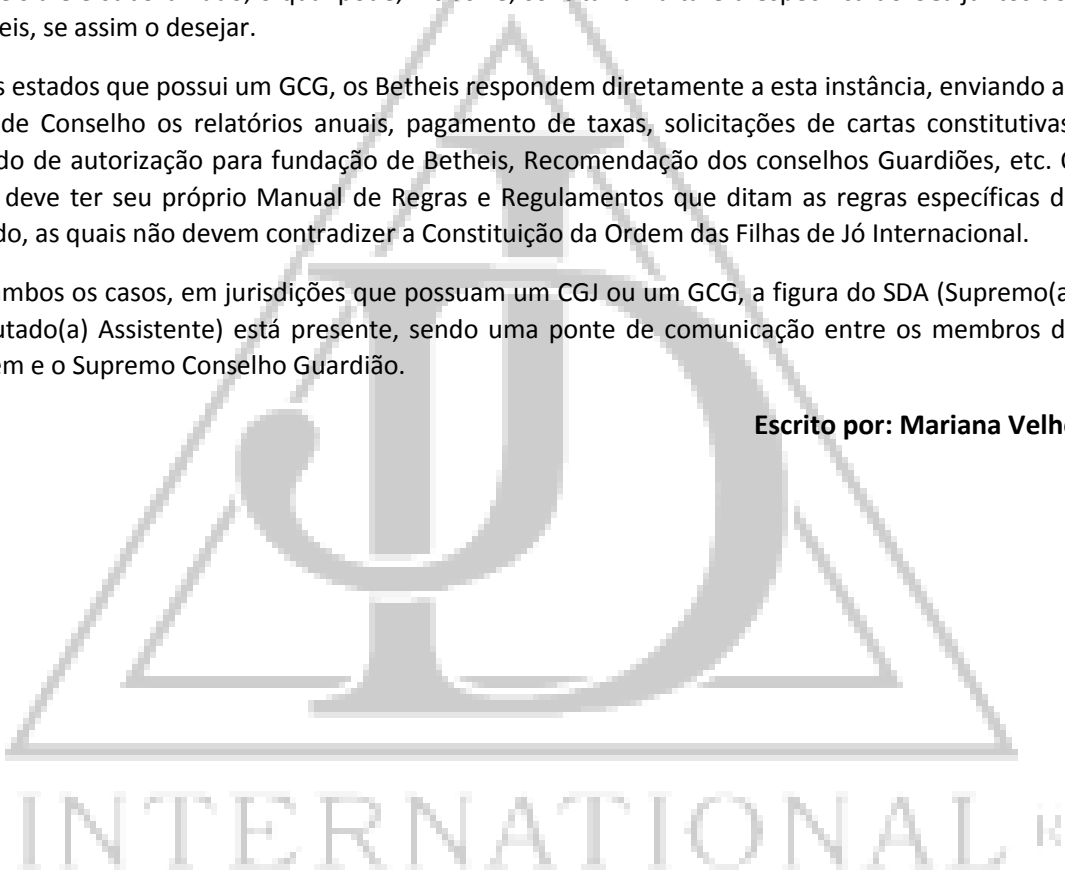 eis, se assim o desejar.
s estados que possui um GCG, os Betheis respondem diretamente a esta instância, enviando a
de Conselho os relatórios anuais, pagamento de taxas, solicitações de cartas constitutivas
do de autorização para fundação de Betheis, Recomendação dos conselhos Guardiões, etc.
deve ter seu próprio Manual de Regras e Regulamentos que ditam as regras específicas d
do, as quais não devem contradizer a Constituição da Ordem das Filhas de Jó Internacional.
ambos os casos, em jurisdições que possuam um CGJ ou um GCG, a figura do SDA (Supremo(a
utado(a) Assistente) está presente, sendo uma ponte de comunicação entre os membros d
em e o Supremo Conselho Guardião.
Escrito por: Mariana Velh
JD
INTERNATIONAL